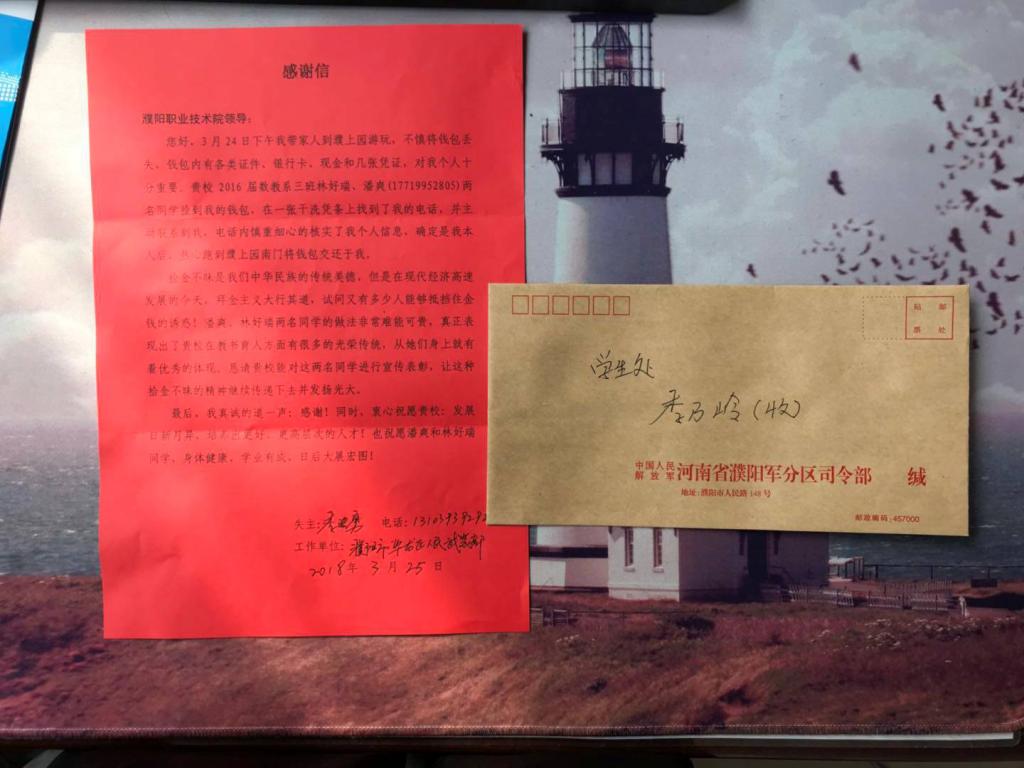 感谢信
濮阳职业技术院领导：
您好，3月24日下午我带家人到濮上园游玩，不慎将钱包丢
失，钱包内有各类证件、银行卡、现金和几张凭证，对我个人十
分重要。贵校2016届数教系三班林好瑞、潘爽(17719952805)两
名同学捡到我的钱包，在一张干洗凭条上找到了我的电话，并主
动联系到我，电话内慎重细心的核实了我个人信息，确定是我本
人后，热心跑到濮上园南门将钱包交还于我。
拾金不昧是我们中华民族的传统美德，但是在现代经济高速
发展的今天，拜金主义大行其道，试问又有多少人能够抵挡住金
钱的诱惑！潘爽、林好瑞两名同学的做法非常难能可贵，真正表
现出了贵校在教书育人方面有很多的光荣传统，从她们身上就有
着优秀的体现。恳请贵校能对这两名同学进行宣传表彰，让这种
拾金不昧的精神继续传递下去并发扬光大。
最后，我真诚的道一声：感谢！同时，衷心祝愿贵校：发展
日新月异、培养出更好、更高层次的人才！也祝愿潘爽和林好瑞
同学，身体健康、学业有成、日后大展宏图！
失主： 电话：13103939292
工作单位：濮阳市华龙区人民武装部
2018年3月25日
贴 邮
票 处
学生处
李万岭（收）
中国人民解放军 河南省濮阳军分区司令部 缄
地址：濮阳市人民路148号
邮政编码：457000